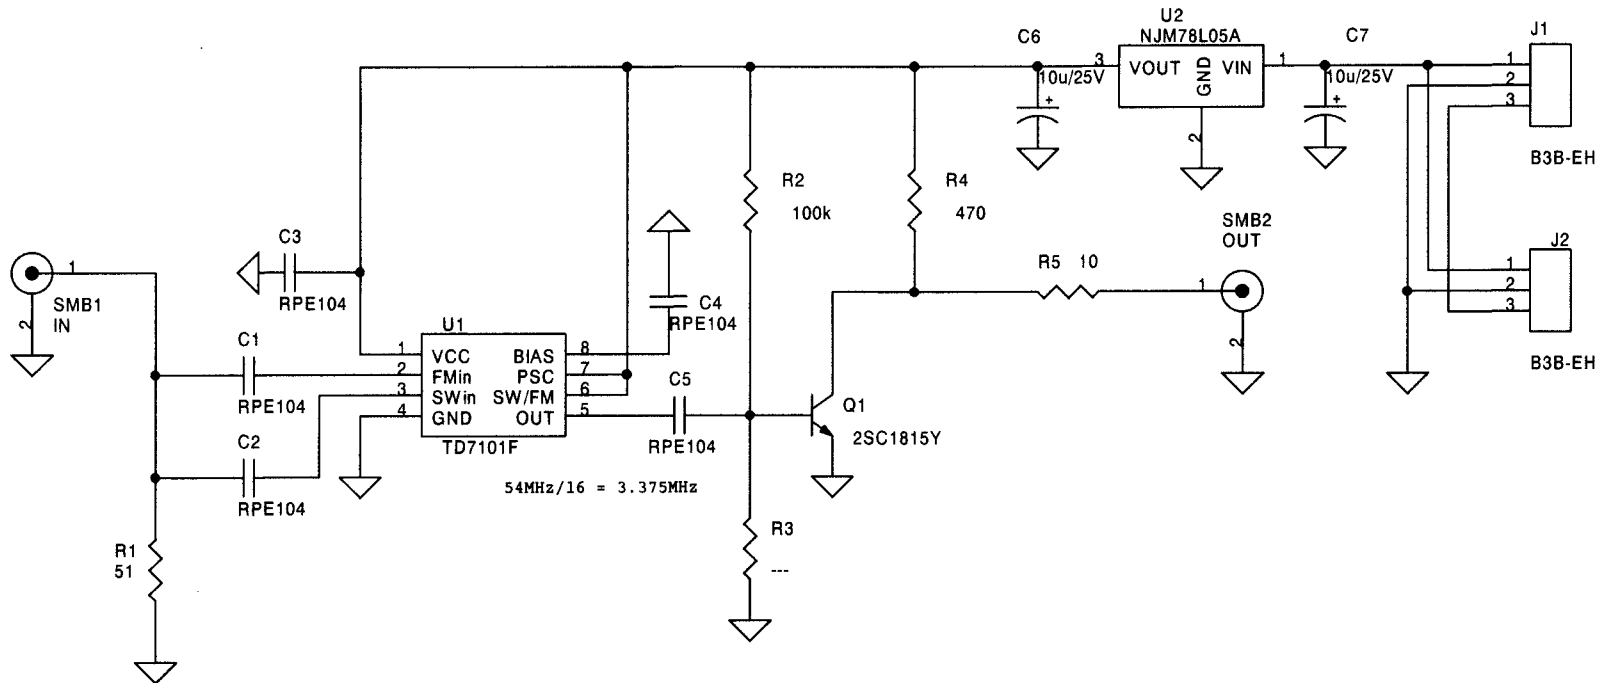 U2
NJM78L05A
C6
C7
J1
10u/25V
3
VOUT
GND
VIN
1
2
10u/25V
1
2
3
B3B-EH
R2
100k
R4
470
SMB2
OUT
C3
RPE104
1
SMB1
IN
2
C4
RPE104
R5 10
1
2
J2
1
2
3
B3B-EH
U1
1
2
3
4
VCC
FMin
SWin
GND
BIAS
PSC
SW/FM
OUT
8
7
6
5
TD7101F
C1
RPE104
C2
RPE104
C5
RPE104
Q1
2SC1815Y
54MHz/16 = 3.375MHz
R1
51
R3
---